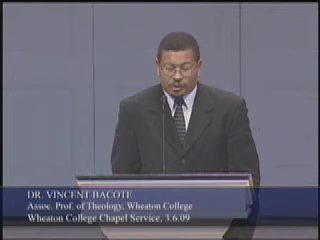 DR. VINCENT BACOTE
Assoc. Prof. of Theology, Wheaton College
Wheaton College Chapel Service, 3.6.09